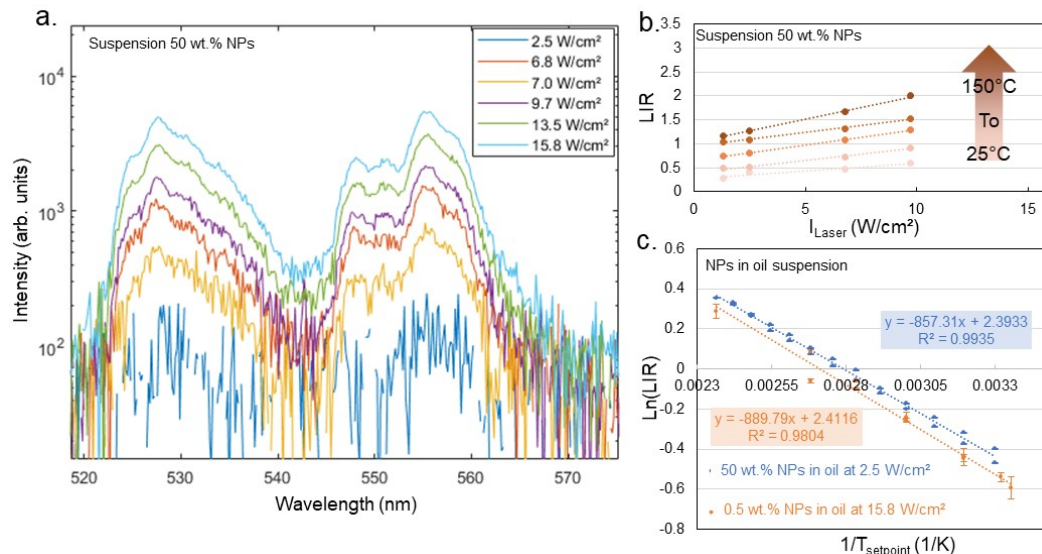 a.
Suspension 50 wt.% NPs
2.5 W/cm²
6.8 W/cm²
7.0 W/cm²
9.7 W/cm²
13.5 W/cm²
15.8 W/cm²
10⁴
10³
10²
Intensity (arb. units)
520 530 540 550 560 570
Wavelength (nm)
b.
Suspension 50 wt.% NPs
3.5
3
2.5
2
1.5
1
0.5
0
LIR
150°C
To
25°C
0 5 10 15
I_Laser (W/cm²)
c.
NPs in oil suspension
0.6
0.4
0.2
0
-0.2
-0.4
-0.6
-0.8
Ln(LIR)
y = -857.31x + 2.3933
R² = 0.9935
0.0023 0.00255 0.0028 0.00305 0.0033
y = -889.79x + 2.4116
R² = 0.9804
50 wt.% NPs in oil at 2.5 W/cm²
0.5 wt.% NPs in oil at 15.8 W/cm²
1/T_setpoint (1/K)